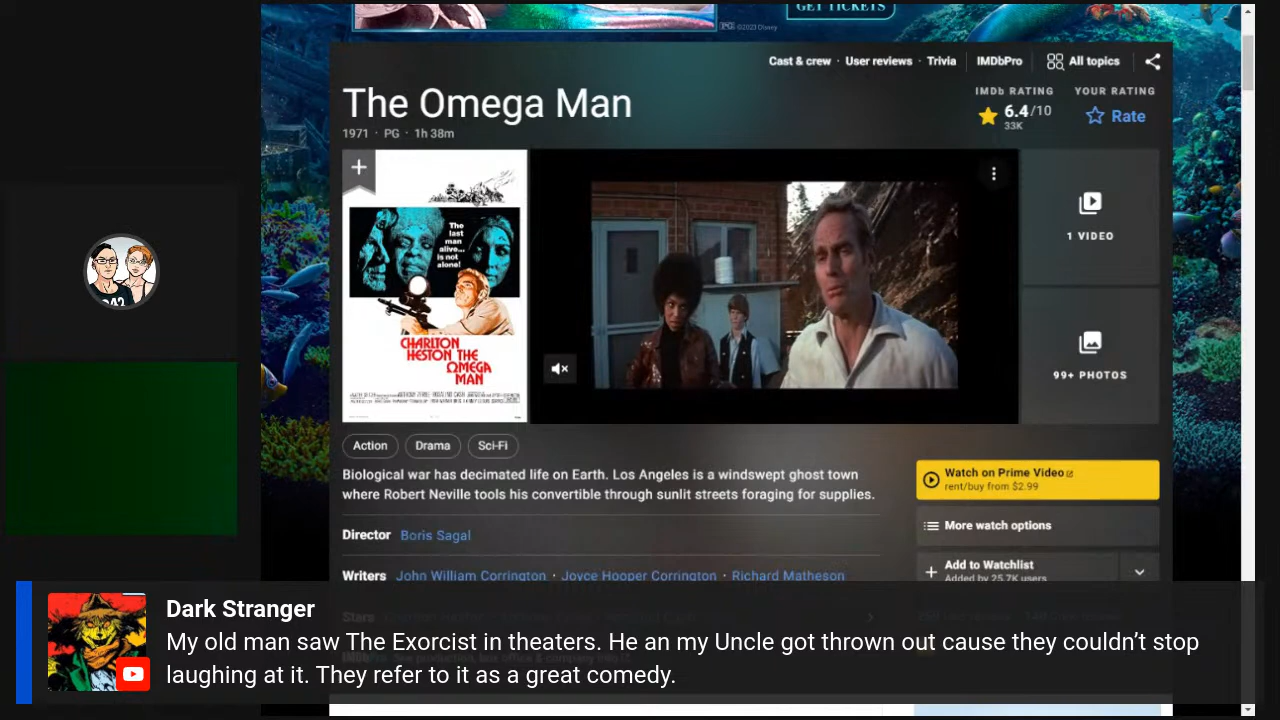 GET TICKETS
PG ©2023 Disney
Cast & crew · User reviews · Trivia
IMDbPro
All topics
The Omega Man
1971 · PG · 1h 38m
IMDb RATING
6.4/10
33K
YOUR RATING
Rate
The last
man
alive...
is not
alone!
CHARLTON
HESTON THE
ΩMEGA
MAN
1 VIDEO
99+ PHOTOS
Action
Drama
Sci-Fi
Biological war has decimated life on Earth. Los Angeles is a windswept ghost town
where Robert Neville tools his convertible through sunlit streets foraging for supplies.
Watch on Prime Video
rent/buy from $2.99
Director Boris Sagal
More watch options
Writers John William Corrington · Joyce Hooper Corrington · Richard Matheson
Add to Watchlist
Added by 25.7K users
Stars
Dark Stranger
My old man saw The Exorcist in theaters. He an my Uncle got thrown out cause they couldn’t stop
laughing at it. They refer to it as a great comedy.